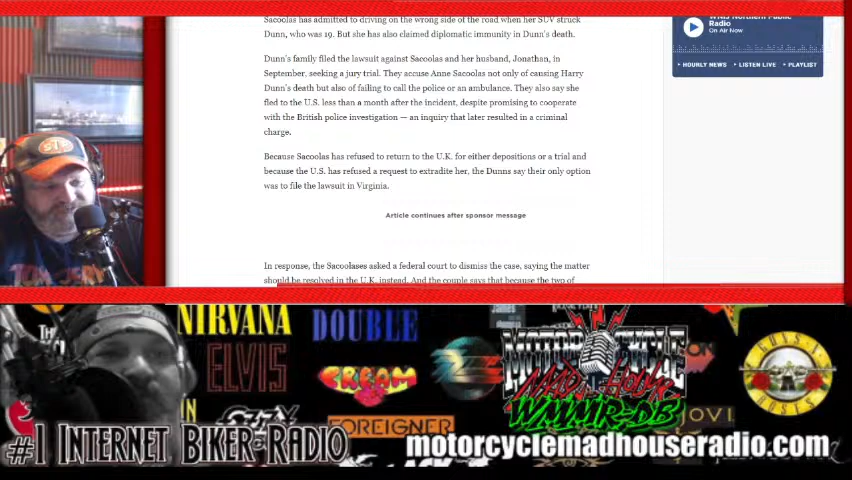 Sacoolas has admitted to driving on the wrong side of the road when her SUV struck
Dunn, who was 19. But she has also claimed diplomatic immunity in Dunn's death.
Dunn's family filed the lawsuit against Sacoolas and her husband, Jonathan, in
September, seeking a jury trial. They accuse Anne Sacoolas not only of causing Harry
Dunn's death but also of failing to call the police or an ambulance. They also say she
fled to the U.S. less than a month after the incident, despite promising to cooperate
with the British police investigation — an inquiry that later resulted in a criminal
charge.
Because Sacoolas has refused to return to the U.K. for either depositions or a trial and
because the U.S. has refused a request to extradite her, the Dunns say their only option
was to file the lawsuit in Virginia.
Article continues after sponsor message
In response, the Sacoolases asked a federal court to dismiss the case, saying the matter
should be resolved in the U.K. instead. And the couple says that because the two of
WNIJ Northern Public
Radio
On Air Now
HOURLY NEWS
LISTEN LIVE
PLAYLIST
NIRVANA
DOUBLE
ELVIS
CREAM
OZZY
FOREIGNER
MOTORCYCLE
MADHOUSE
WMMR-DB
GUNS N
ROSES
#1 INTERNET BIKER RADIO
motorcyclemadhouseradio.com